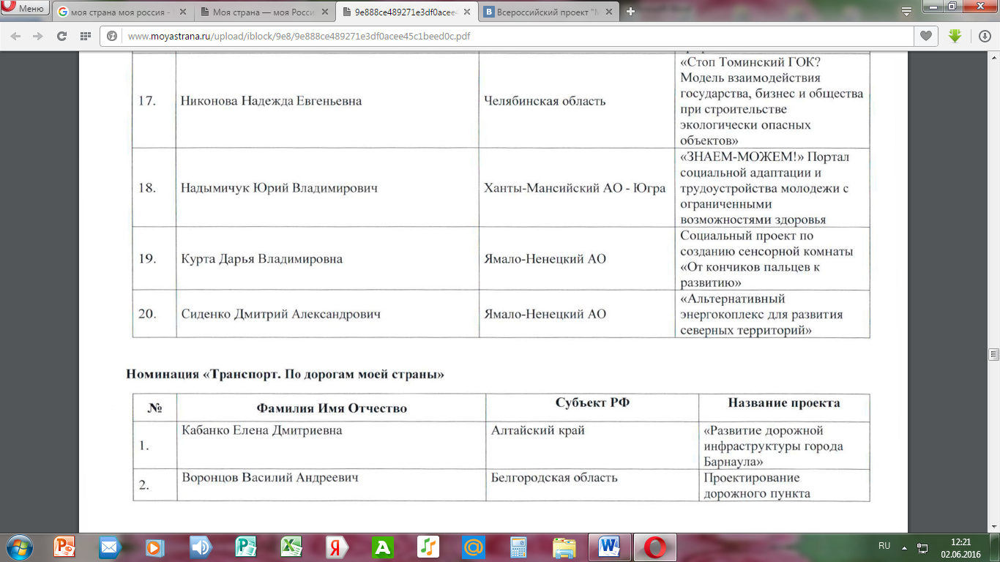 Меню
моя страна моя россия -
Моя страна — моя Росси
9e888ce489271e3df0acee4
Всероссийский проект "М
www.moyastrana.ru/upload/iblock/9e8/9e888ce489271e3df0acee45c1beed0c.pdf
17.
Никонова Надежда Евгеньевна
Челябинская область
«Стоп Томинский ГОК?
Модель взаимодействия
государства, бизнес и общества
при строительстве
экологически опасных
объектов»
18.
Надымичук Юрий Владимирович
Ханты-Мансийский АО - Югра
«ЗНАЕМ-МОЖЕМ!» Портал
социальной адаптации и
трудоустройства молодежи с
ограниченными
возможностями здоровья
19.
Курта Дарья Владимировна
Ямало-Ненецкий АО
Социальный проект по
созданию сенсорной комнаты
«От кончиков пальцев к
развитию»
20.
Сиденко Дмитрий Александрович
Ямало-Ненецкий АО
«Альтернативный
энергокоплекс для развития
северных территорий»
Номинация «Транспорт. По дорогам моей страны»
№
Фамилия Имя Отчество
Субъект РФ
Название проекта
1.
Кабанко Елена Дмитриевна
Алтайский край
«Развитие дорожной
инфраструктуры города
Барнаула»
2.
Воронцов Василий Андреевич
Белгородская область
Проектирование
дорожного пункта
RU
12:21
02.06.2016